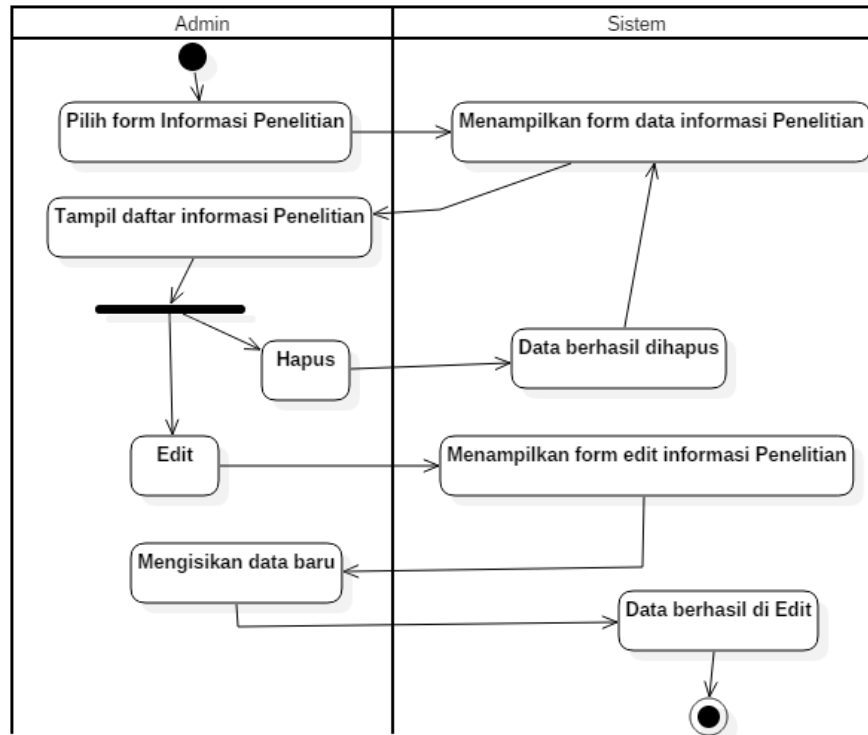 Admin
Sistem
Pilih form Informasi Penelitian
Menampilkan form data informasi Penelitian
Tampil daftar informasi Penelitian
Hapus
Data berhasil dihapus
Edit
Menampilkan form edit informasi Penelitian
Mengisikan data baru
Data berhasil di Edit